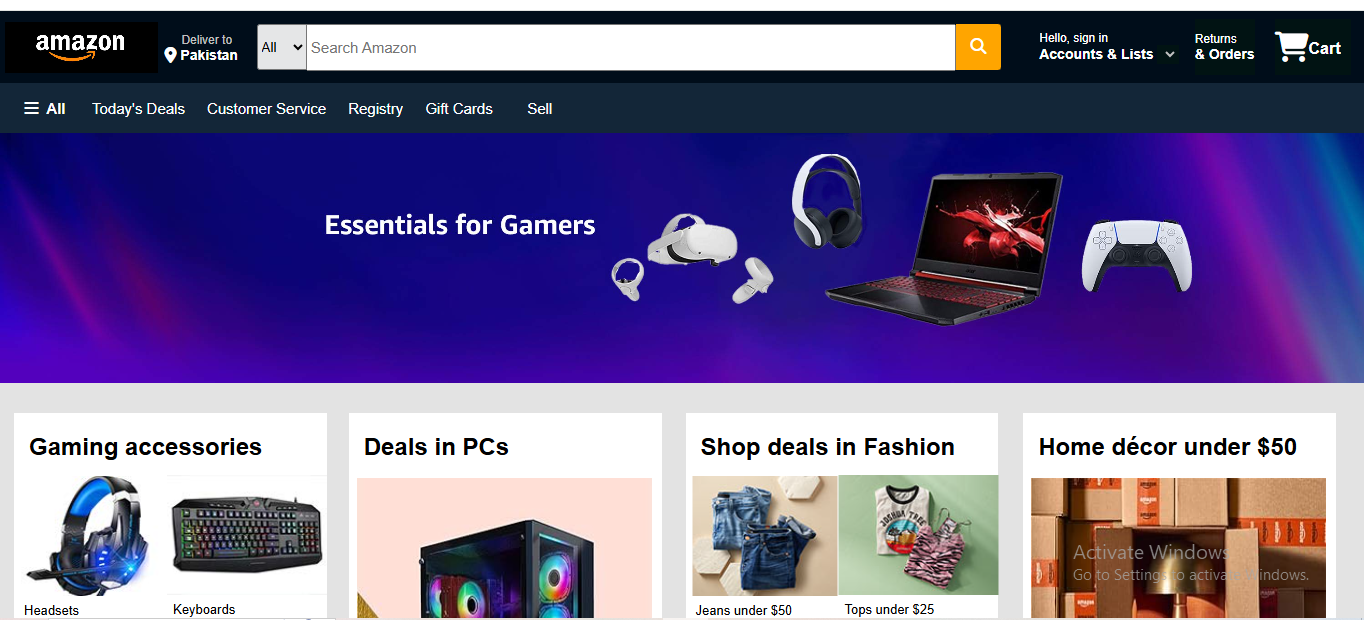 amazon
Deliver to
Pakistan
All
Search Amazon
Hello, sign in
Accounts & Lists
Returns
& Orders
Cart
All
Today's Deals
Customer Service
Registry
Gift Cards
Sell
Essentials for Gamers
Gaming accessories
Deals in PCs
Shop deals in Fashion
Home décor under $50
JOSHUA TREE
Activate Windows
Go to Settings to activate Windows.
Headsets
Keyboards
Jeans under $50
Tops under $25